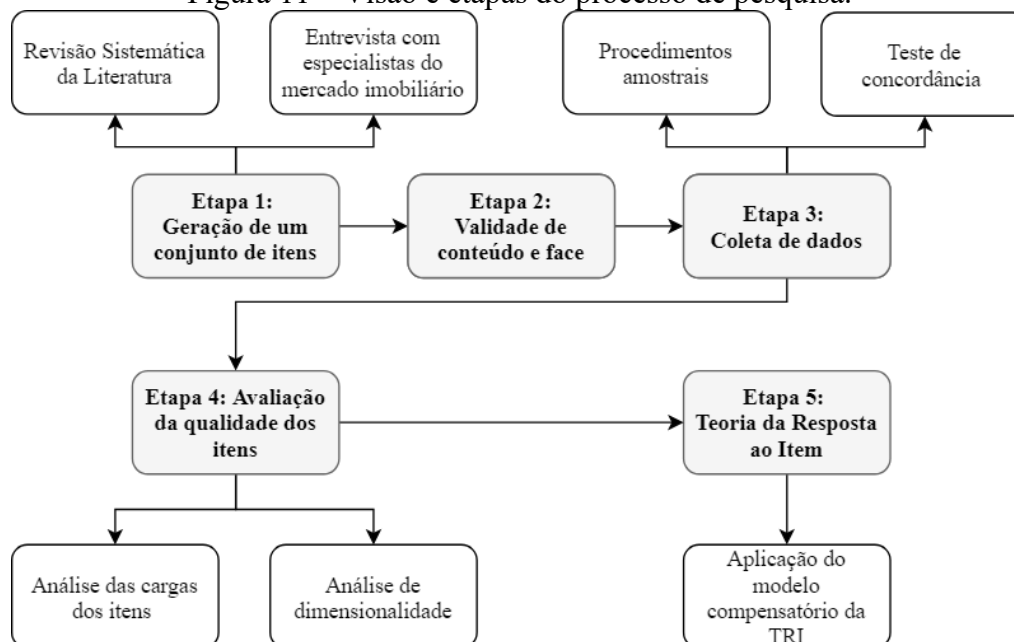 Figura 11 – Visão e etapas do processo de pesquisa.
Revisão Sistemática
da Literatura
Entrevista com
especialistas do
mercado imobiliário
Procedimentos
amostrais
Teste de
concordância
Etapa 1:
Geração de um
conjunto de itens
Etapa 2:
Validade de
conteúdo e face
Etapa 3:
Coleta de dados
Etapa 4: Avaliação
da qualidade dos
itens
Etapa 5:
Teoria da Resposta
ao Item
Análise das cargas
dos itens
Análise de
dimensionalidade
Aplicação do
modelo
compensatório da
TRI